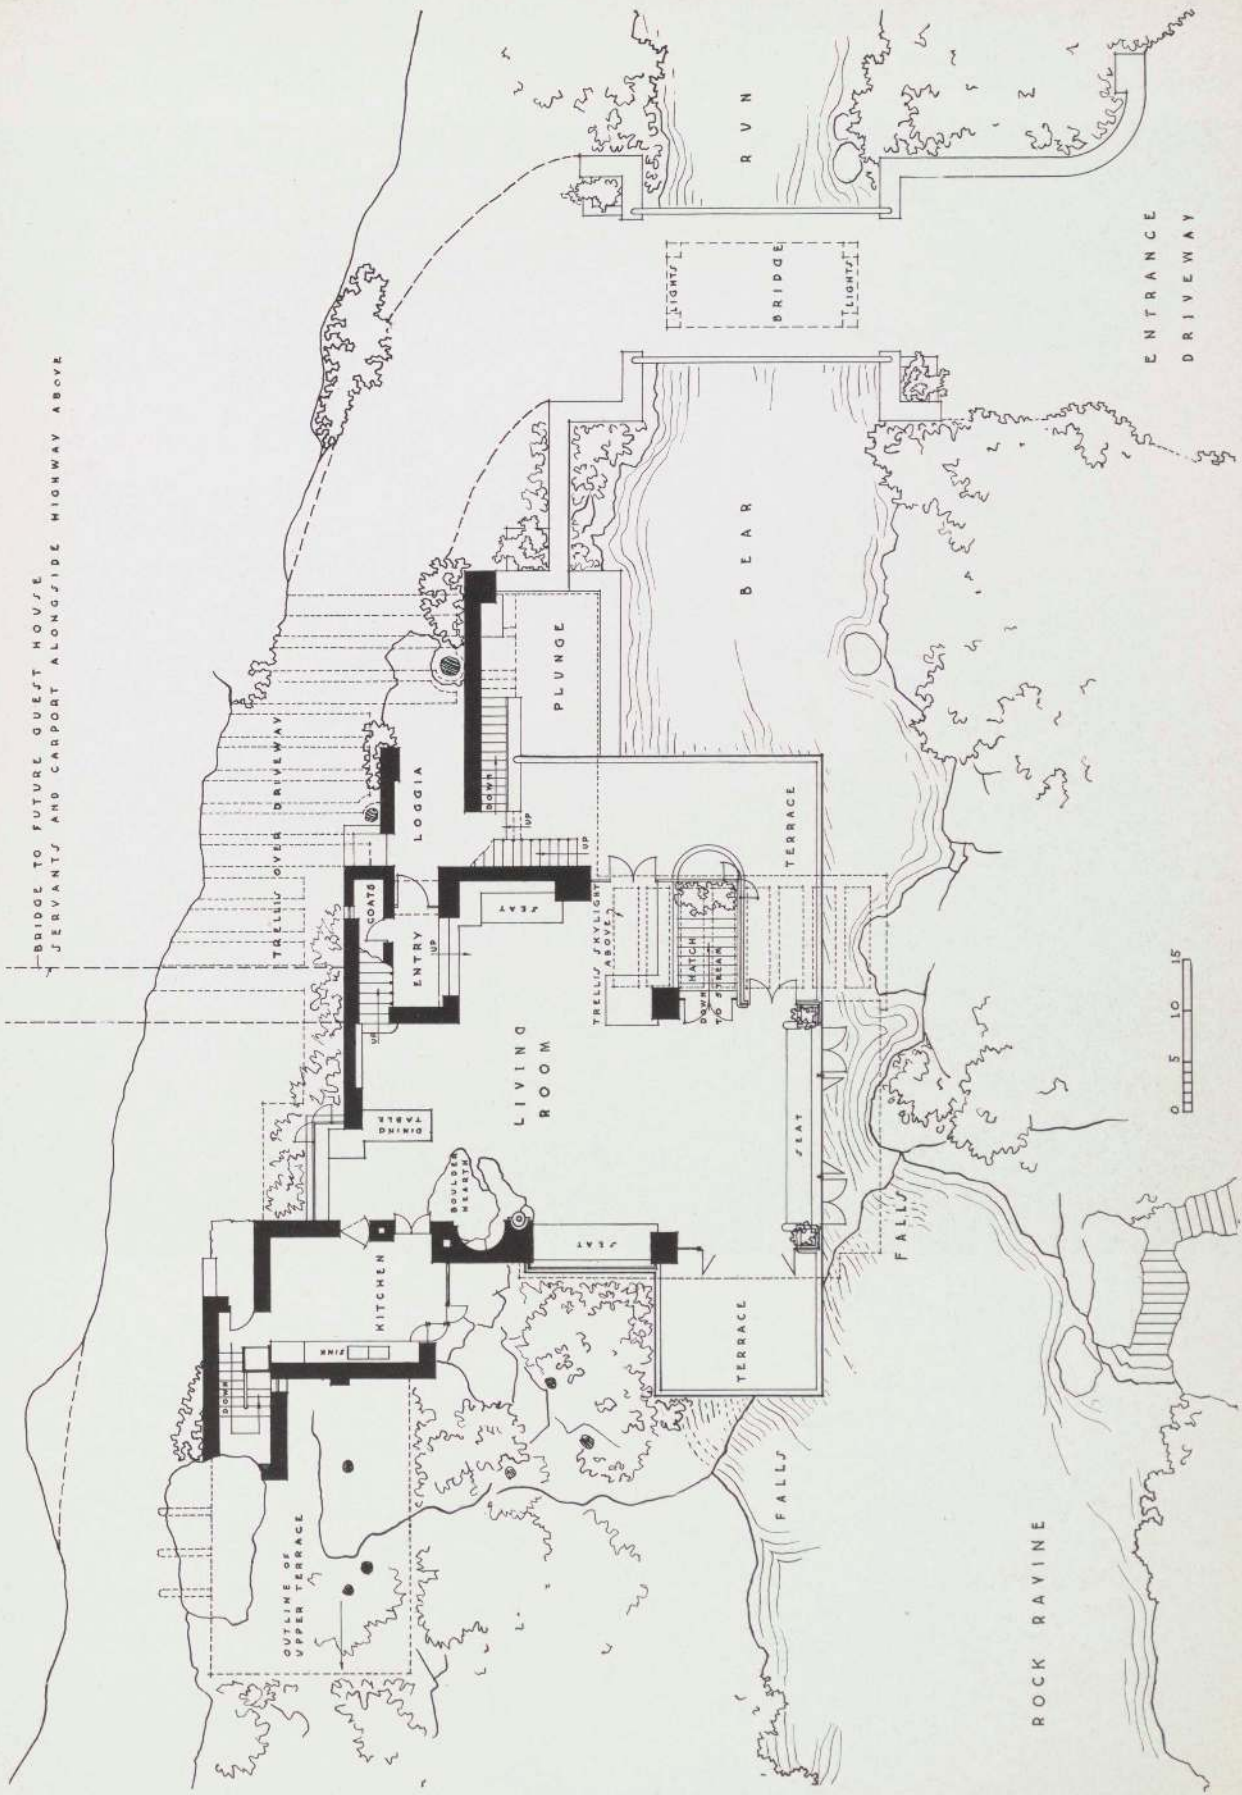 BRIDGE TO FUTURE GUEST HOUSE
SERVANTS AND CARPORT ALONGSIDE HIGHWAY ABOVE
TRELLIS OVER DRIVEWAY
OUTLINE OF
UPPER TERRACE
DOWN
SINK
KITCHEN
BOULDER
HEARTH
DINING
TABLE
UP
COATS
ENTRY
UP
LOGGIA
SEAT
LIVING
ROOM
SEAT
DOWN
UP
UP
PLUNGE
TRELLIS SKYLIGHT
ABOVE
HATCH
DOWN
TO STREAM
TERRACE
TERRACE
SEAT
FALLS
FALLS
BEAR
RUN
LIGHTS
BRIDGE
LIGHTS
ENTRANCE
DRIVEWAY
ROCK RAVINE
0 5 10 15